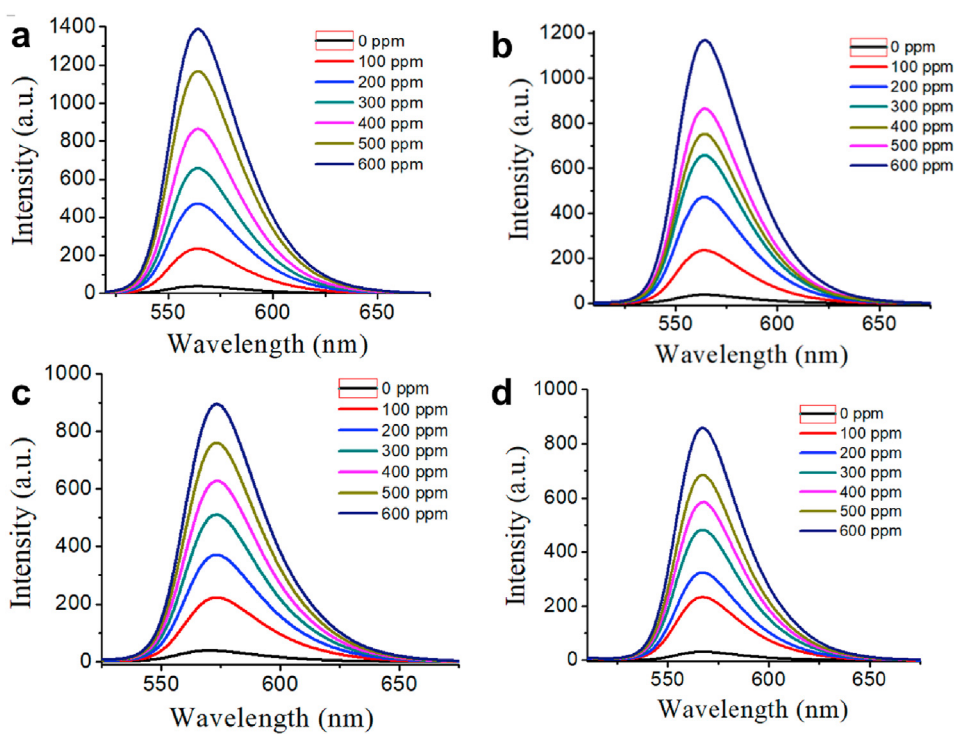 a
Intensity (a.u.)
1400
1200
1000
800
600
400
200
0
550
600
650
Wavelength (nm)
0 ppm
100 ppm
200 ppm
300 ppm
400 ppm
500 ppm
600 ppm
b
Intensity (a.u.)
1200
1000
800
600
400
200
0
550
600
650
Wavelength (nm)
0 ppm
100 ppm
200 ppm
300 ppm
400 ppm
500 ppm
600 ppm
c
Intensity (a.u.)
1000
800
600
400
200
0
550
600
650
Wavelength (nm)
0 ppm
100 ppm
200 ppm
300 ppm
400 ppm
500 ppm
600 ppm
d
Intensity (a.u.)
1000
800
600
400
200
0
550
600
650
Wavelength (nm)
0 ppm
100 ppm
200 ppm
300 ppm
400 ppm
500 ppm
600 ppm